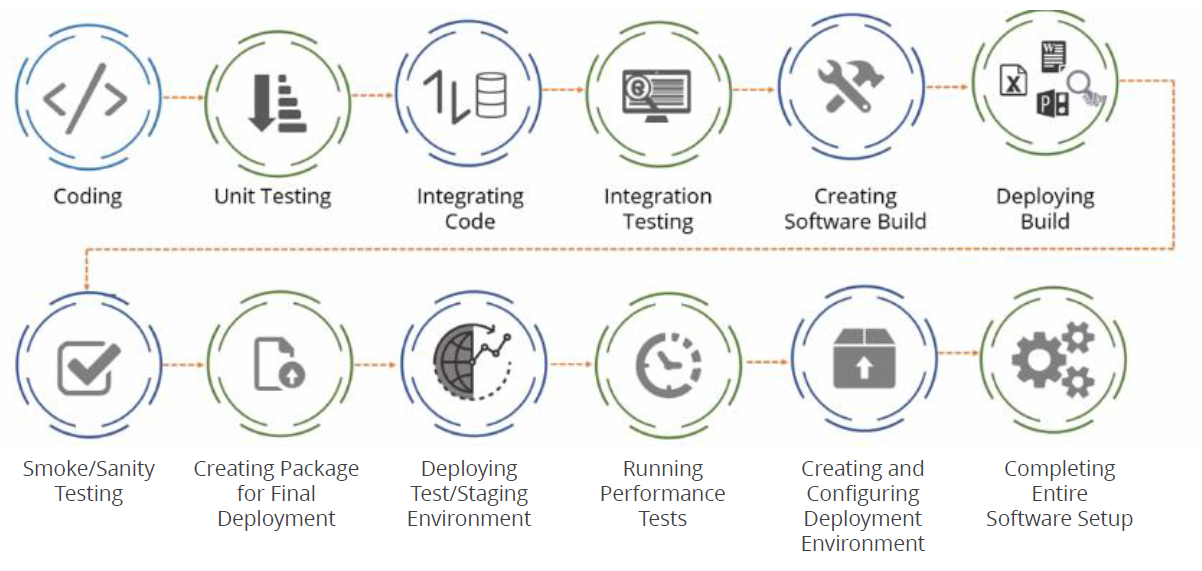 Coding
Unit Testing
Integrating
Code
Integration
Testing
Creating
Software Build
Deploying
Build
W
X
P
Smoke/Sanity
Testing
Creating Package
for Final
Deployment
Deploying
Test/Staging
Environment
Running
Performance
Tests
Creating and
Configuring
Deployment
Environment
Completing
Entire
Software Setup